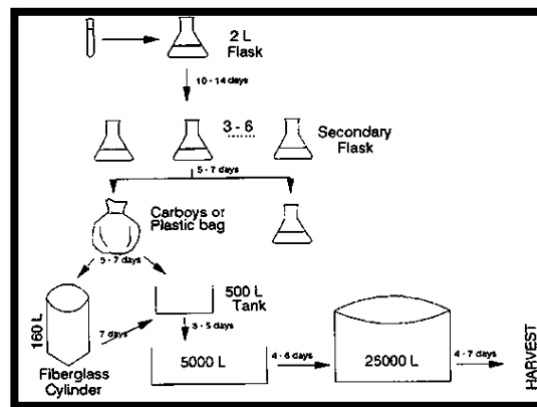 2 L
Flask
10 - 14 days
3 - 6
Secondary
Flask
5 - 7 days
Carboys or
Plastic bag
5 - 7 days
160 L
7 days
500 L
Tank
3 - 5 days
Fiberglass
Cylinder
5000 L
4 - 6 days
25000 L
4 - 7 days
HARVEST